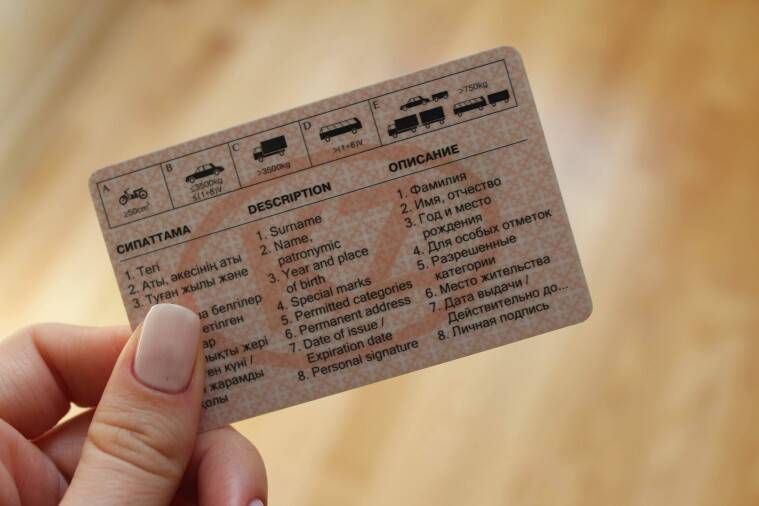 A
≥50cm³
B
≤3500kg
≤(1+8)V
C
>3500kg
D
>(1+8)V
E
>750kg
СИПАТТАМА
1. Тегі
2. Аты, әкесінің аты
3. Туған жылы және
белгілер
ұлы
жарамды
DESCRIPTION
1. Surname
2. Name,
patronymic
3. Year and place
of birth
4. Special marks
5. Permitted categories
6. Permanent address
7. Date of issue /
Expiration date
8. Personal signature
ОПИСАНИЕ
1. Фамилия
2. Имя, отчество
3. Год и место
рождения
4. Для особых отметок
5. Разрешенные
категории
6. Место жительства
7. Дата выдачи /
Действительно до...
8. Личная подпись